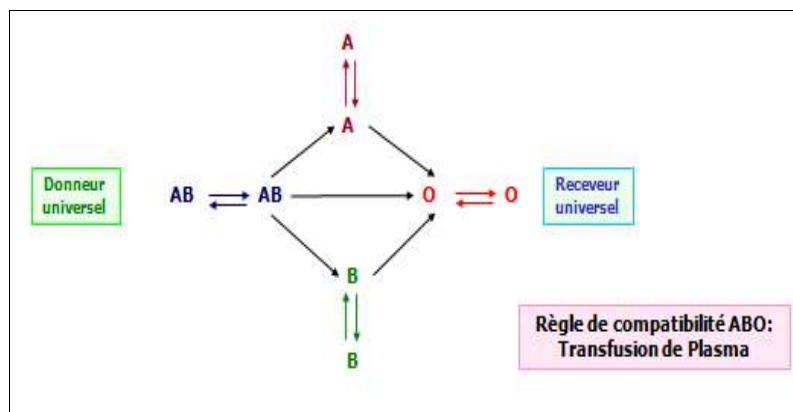 A
A
Donneur
universel
AB
AB
O
O
Receveur
universel
B
B
Règle de compatibilité ABO:
Transfusion de Plasma